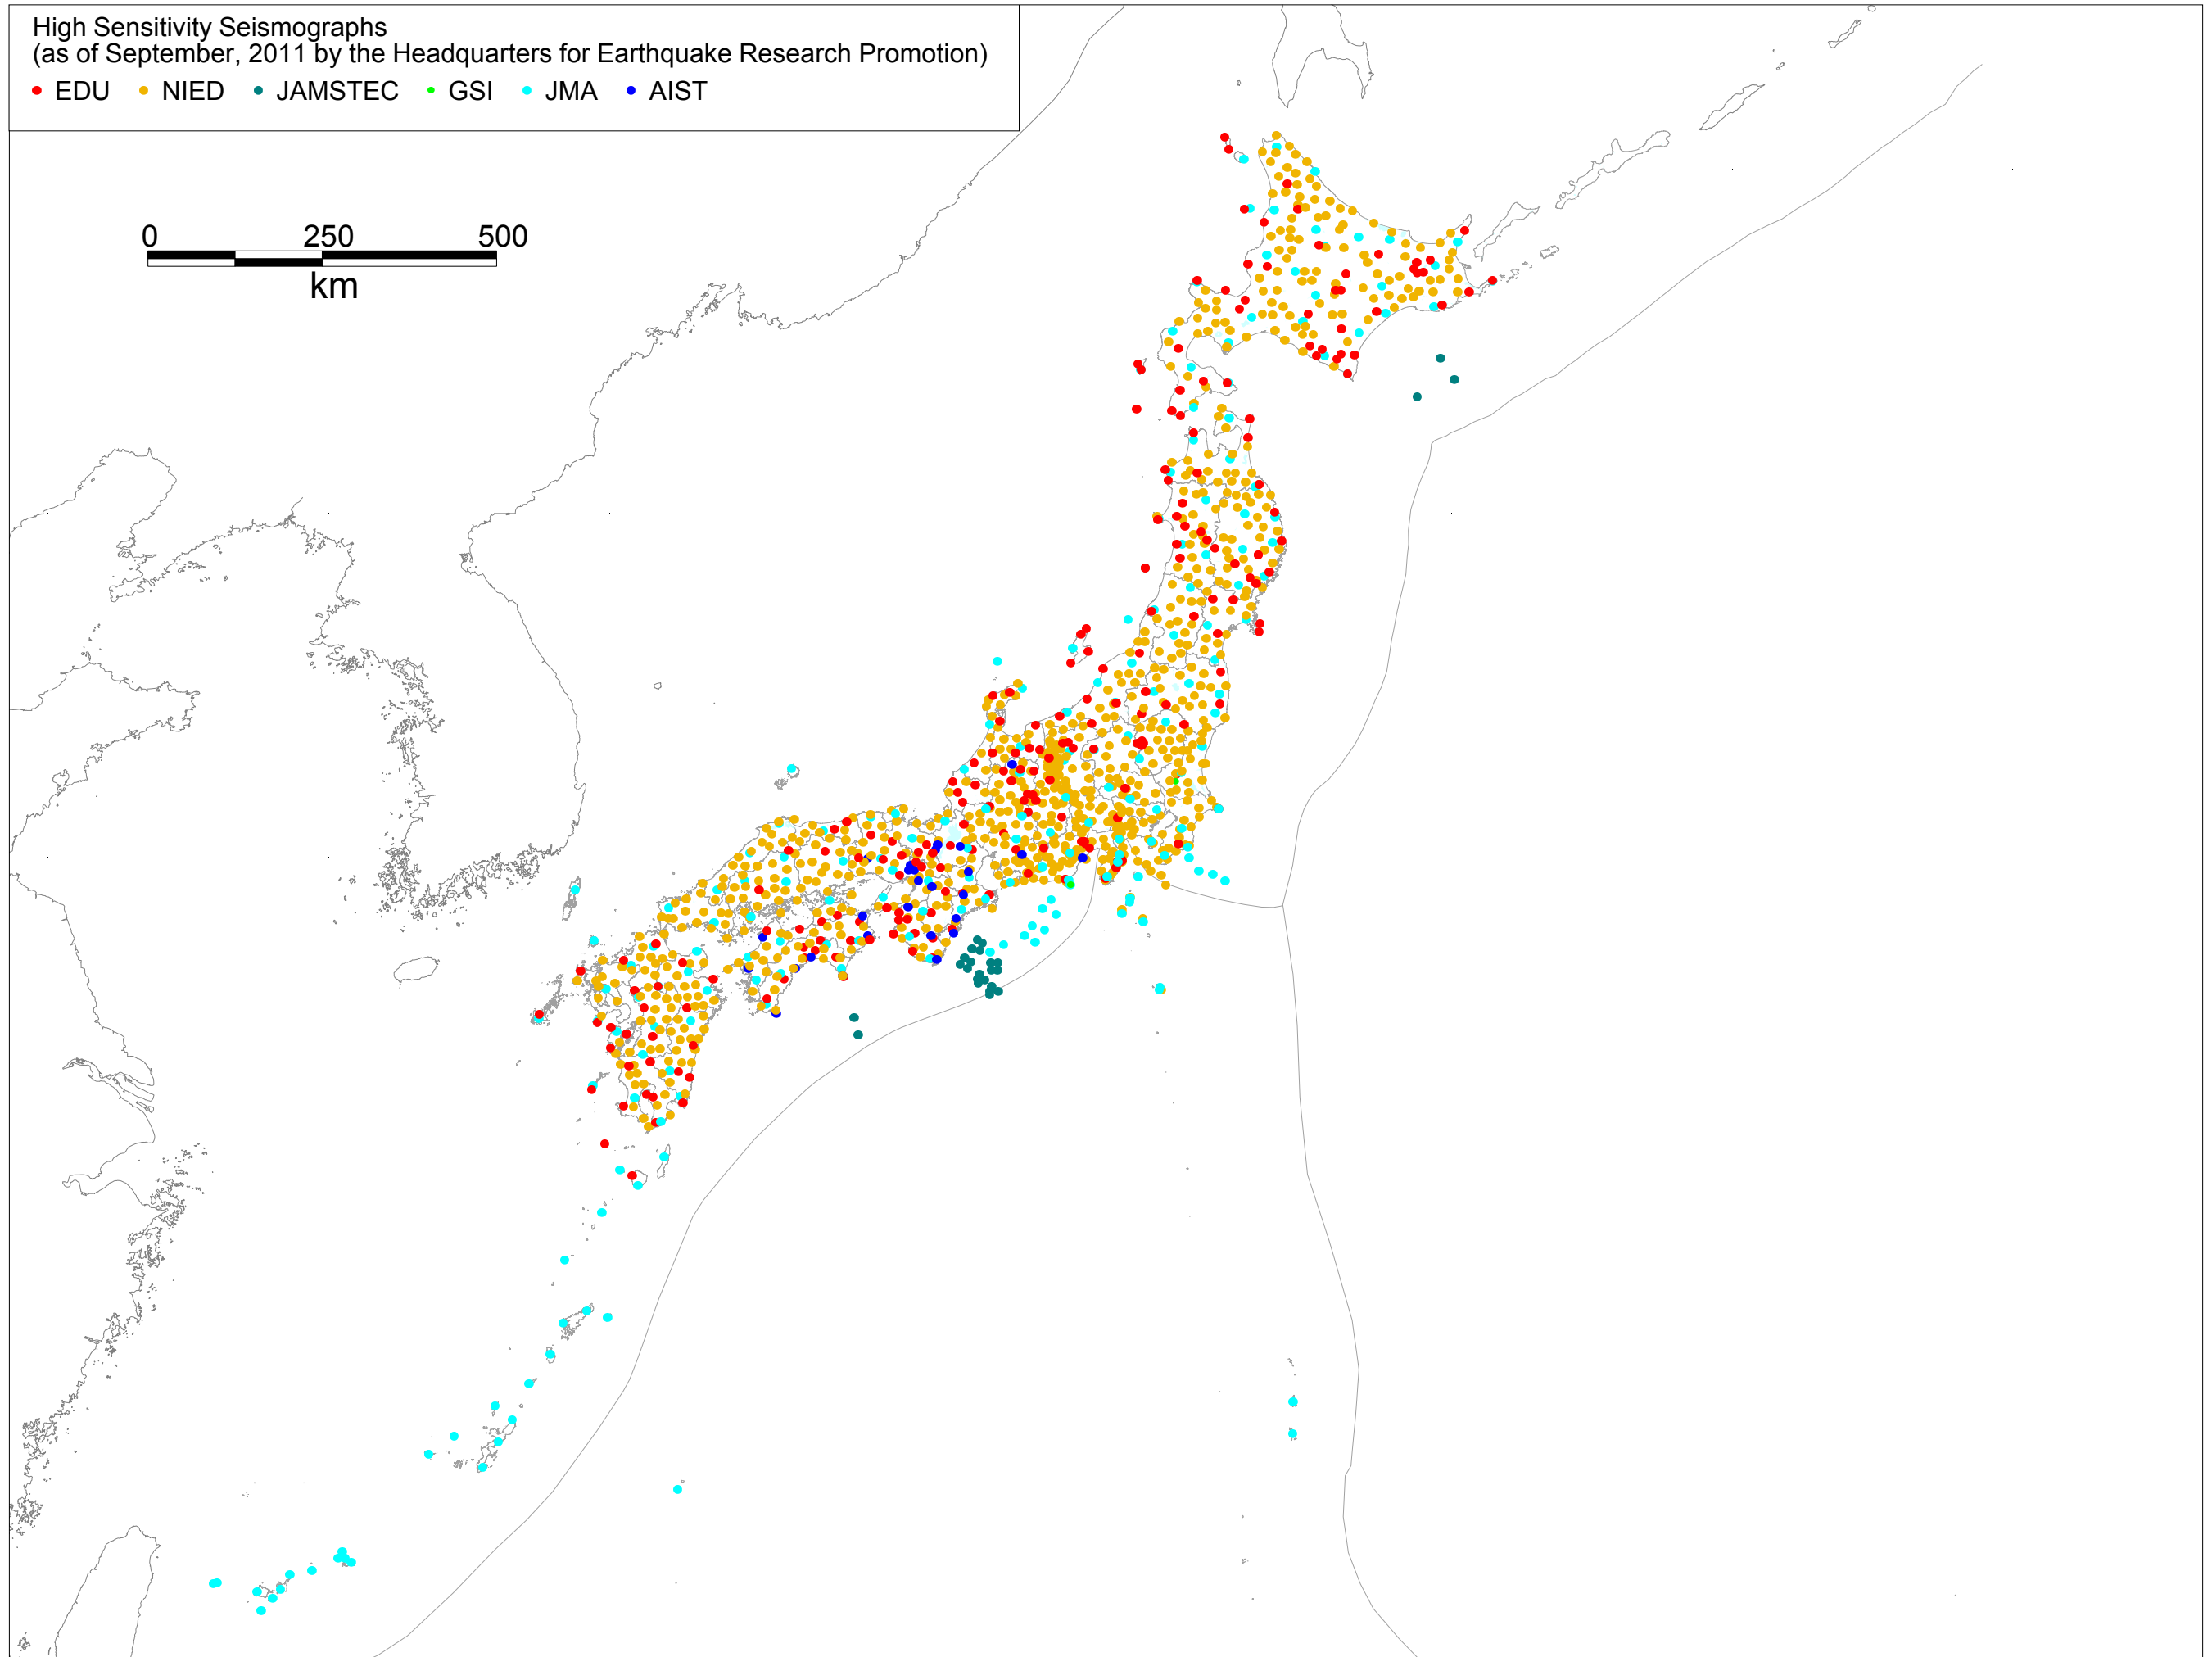 High Sensitivity Seismographs
(as of September, 2011 by the Headquarters for Earthquake Research Promotion)
EDU NIED JAMSTEC GSI JMA AIST
0 250 500
km